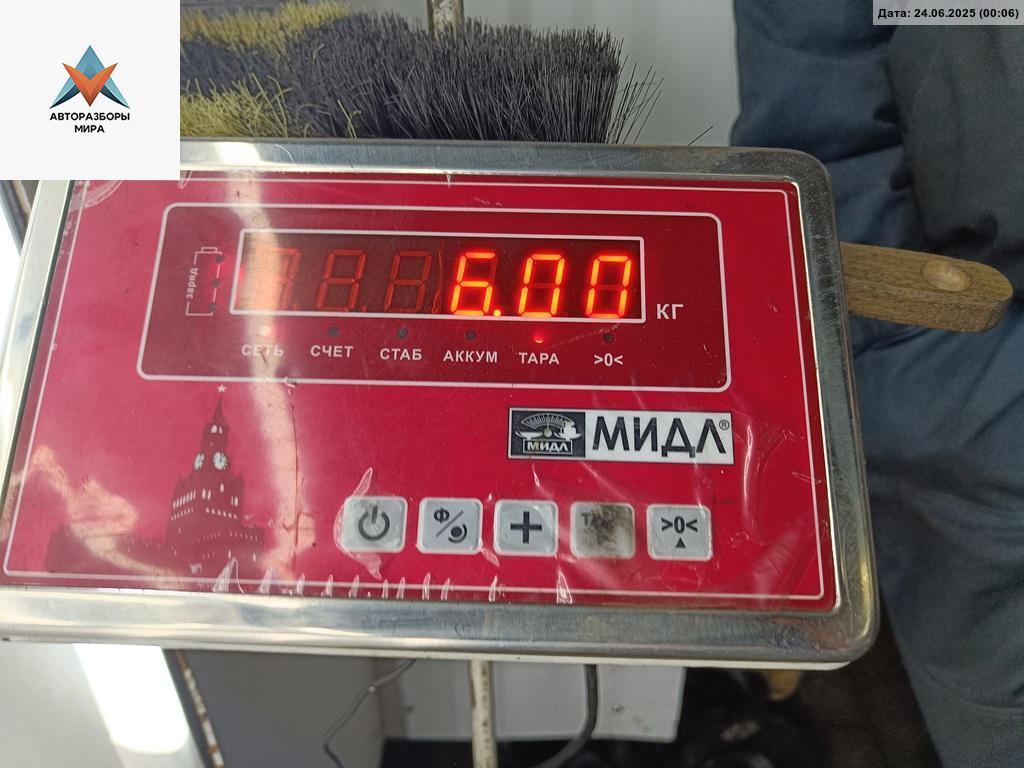 Дата: 24.06.2025 (00:06)
АВТОРАЗБОРЫ
МИРА
заряд
6.00
КГ
СЕТЬ СЧЕТ СТАБ АККУМ ТАРА >0<
МИДЛ МИДЛ®
Ф + >0<